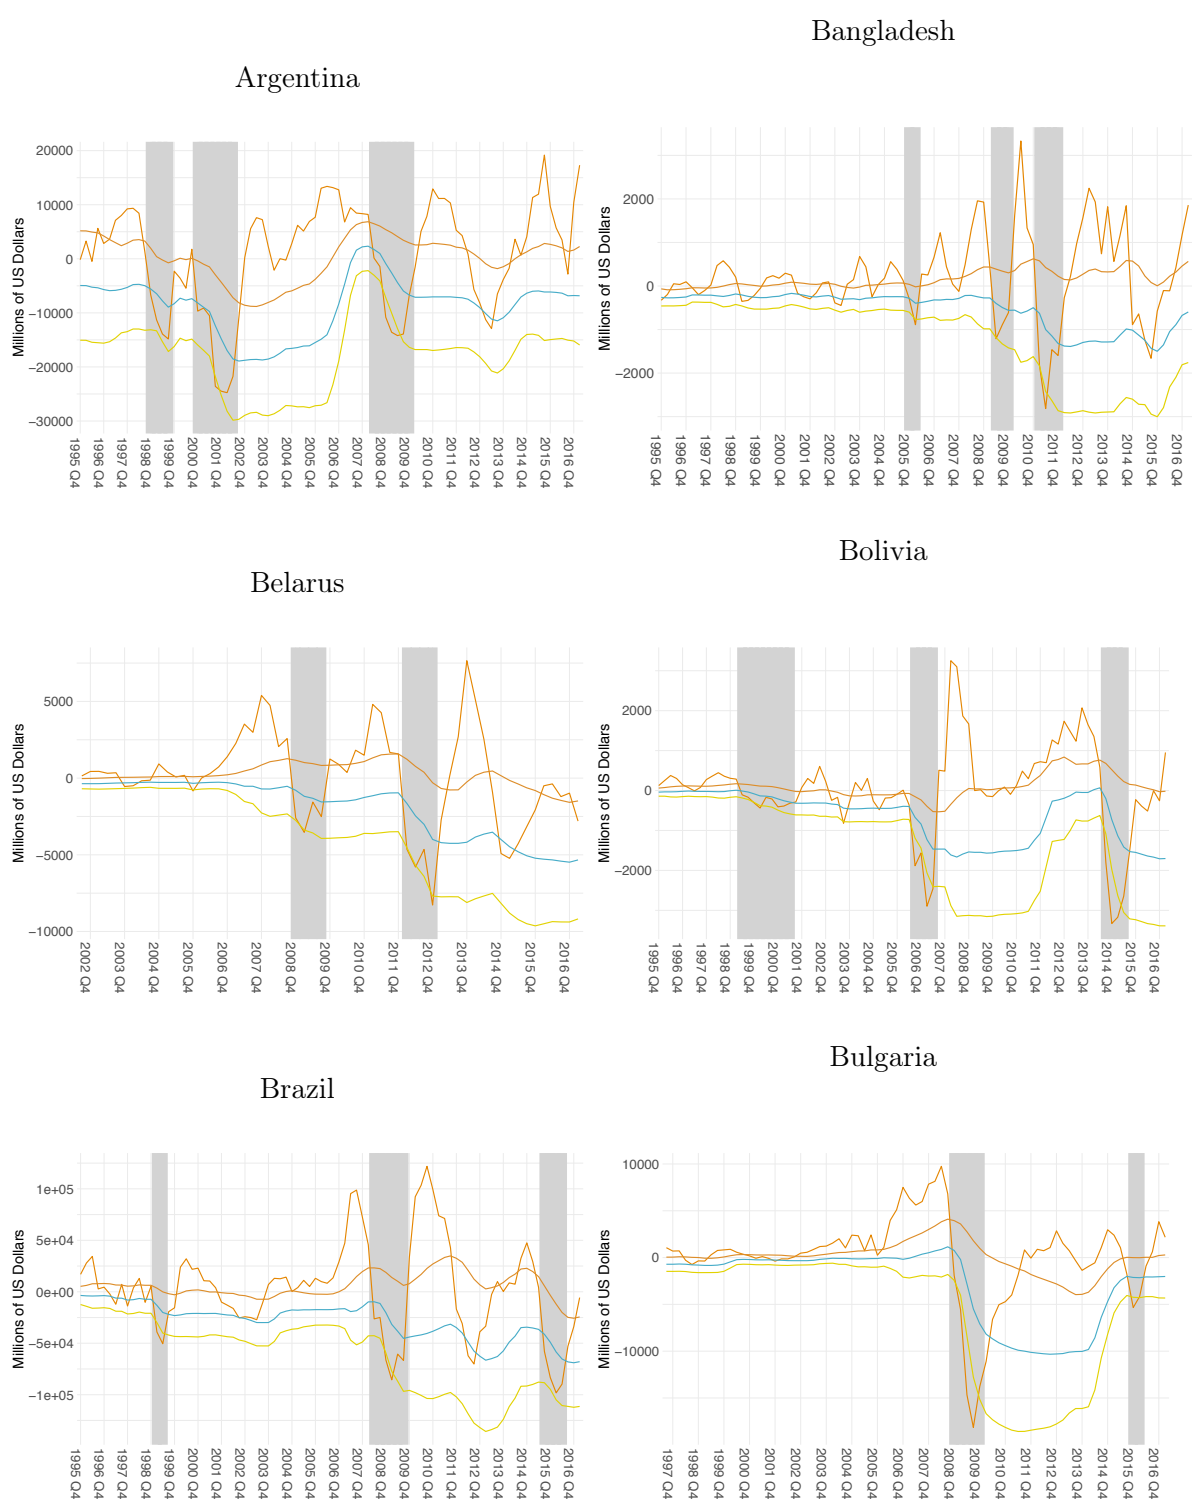 Argentina
Millions of US Dollars
20000
10000
0
−10000
−20000
−30000
1995 Q4
1996 Q4
1997 Q4
1998 Q4
1999 Q4
2000 Q4
2001 Q4
2002 Q4
2003 Q4
2004 Q4
2005 Q4
2006 Q4
2007 Q4
2008 Q4
2009 Q4
2010 Q4
2011 Q4
2012 Q4
2013 Q4
2014 Q4
2015 Q4
2016 Q4
Bangladesh
Millions of US Dollars
2000
0
−2000
1995 Q4
1996 Q4
1997 Q4
1998 Q4
1999 Q4
2000 Q4
2001 Q4
2002 Q4
2003 Q4
2004 Q4
2005 Q4
2006 Q4
2007 Q4
2008 Q4
2009 Q4
2010 Q4
2011 Q4
2012 Q4
2013 Q4
2014 Q4
2015 Q4
2016 Q4
Belarus
Millions of US Dollars
5000
0
−5000
−10000
2002 Q4
2003 Q4
2004 Q4
2005 Q4
2006 Q4
2007 Q4
2008 Q4
2009 Q4
2010 Q4
2011 Q4
2012 Q4
2013 Q4
2014 Q4
2015 Q4
2016 Q4
Bolivia
Millions of US Dollars
2000
0
−2000
1995 Q4
1996 Q4
1997 Q4
1998 Q4
1999 Q4
2000 Q4
2001 Q4
2002 Q4
2003 Q4
2004 Q4
2005 Q4
2006 Q4
2007 Q4
2008 Q4
2009 Q4
2010 Q4
2011 Q4
2012 Q4
2013 Q4
2014 Q4
2015 Q4
2016 Q4
Brazil
Millions of US Dollars
1e+05
5e+04
0e+00
−5e+04
−1e+05
1995 Q4
1996 Q4
1997 Q4
1998 Q4
1999 Q4
2000 Q4
2001 Q4
2002 Q4
2003 Q4
2004 Q4
2005 Q4
2006 Q4
2007 Q4
2008 Q4
2009 Q4
2010 Q4
2011 Q4
2012 Q4
2013 Q4
2014 Q4
2015 Q4
2016 Q4
Bulgaria
Millions of US Dollars
10000
0
−10000
1997 Q4
1998 Q4
1999 Q4
2000 Q4
2001 Q4
2002 Q4
2003 Q4
2004 Q4
2005 Q4
2006 Q4
2007 Q4
2008 Q4
2009 Q4
2010 Q4
2011 Q4
2012 Q4
2013 Q4
2014 Q4
2015 Q4
2016 Q4